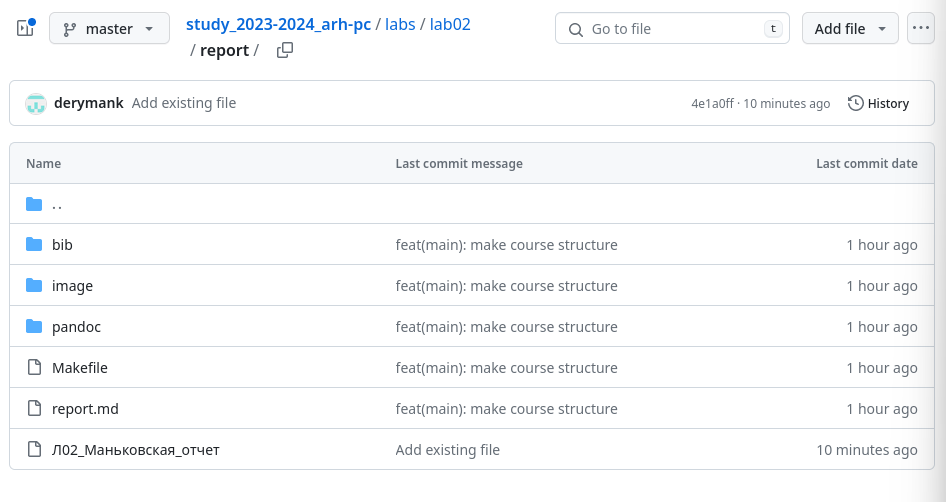 master study_2023-2024_arh-pc / labs / lab02 Go to file t Add file ...
/ report /
derymank Add existing file 4e1a0ff · 10 minutes ago History
Name Last commit message Last commit date
..
bib feat(main): make course structure 1 hour ago
image feat(main): make course structure 1 hour ago
pandoc feat(main): make course structure 1 hour ago
Makefile feat(main): make course structure 1 hour ago
report.md feat(main): make course structure 1 hour ago
Л02_Маньковская_отчет Add existing file 10 minutes ago